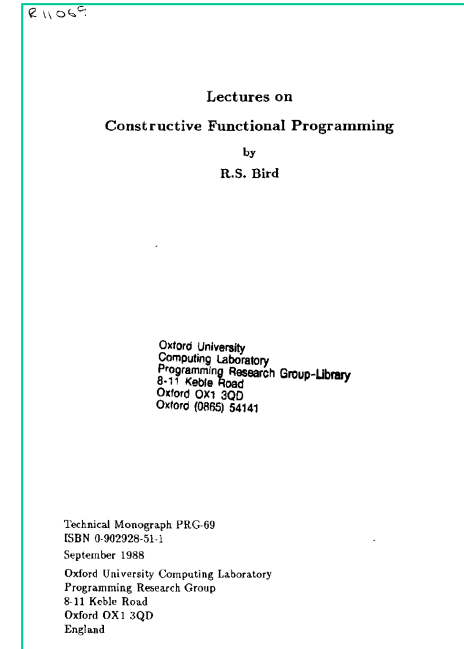 R11069
Lectures on
Constructive Functional Programming
by
R.S. Bird
Oxford University
Computing Laboratory
Programming Research Group-Library
8-11 Keble Road
Oxford OX1 3QD
Oxford (0865) 54141
Technical Monograph PRG-69
ISBN 0-902928-51-1
September 1988
Oxford University Computing Laboratory
Programming Research Group
8-11 Keble Road
Oxford OX1 3QD
England